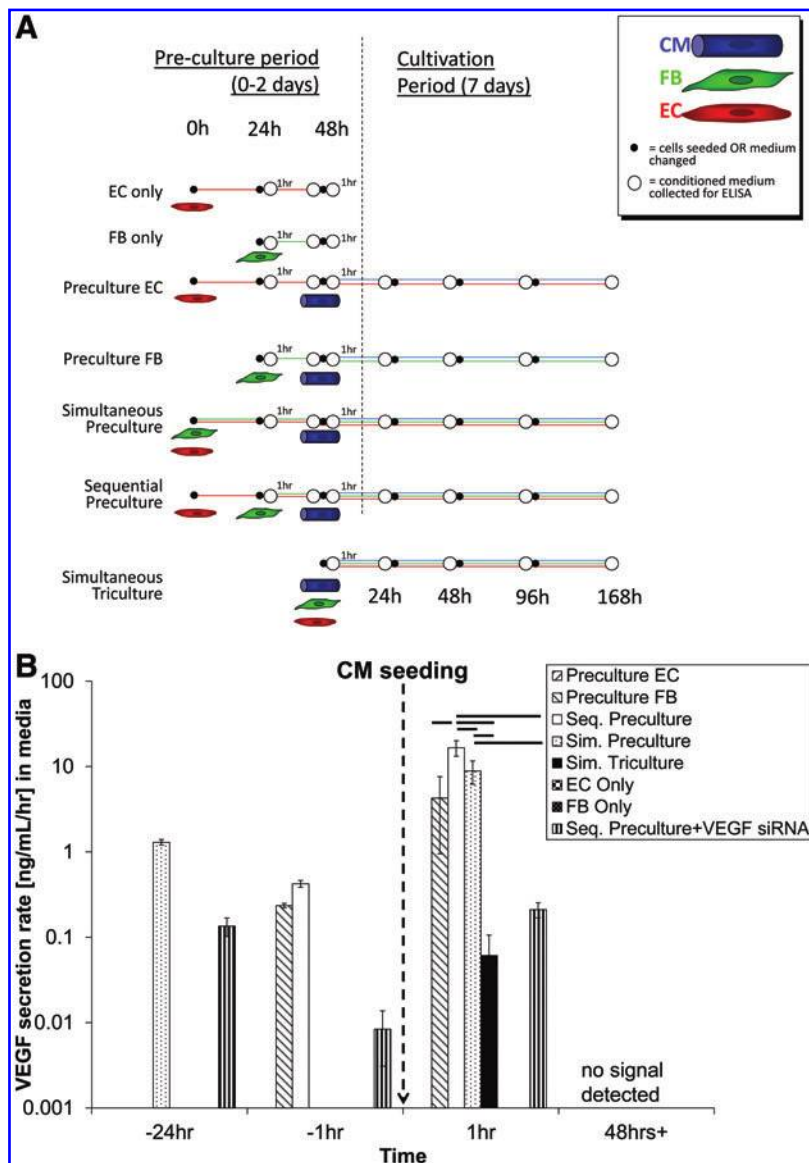 A
Pre-culture period
(0-2 days)
Cultivation
Period (7 days)
0h 24h 48h
CM
FB
EC
= cells seeded OR medium
changed
= conditioned medium
collected for ELISA
EC only
1hr 1hr
FB only
1hr 1hr
Preculture EC
1hr 1hr
Preculture FB
1hr 1hr
Simultaneous
Preculture
1hr 1hr
Sequential
Preculture
1hr 1hr
Simultaneous
Triculture
1hr
24h 48h 96h 168h
B
CM seeding
VEGF secretion rate [ng/mL/hr] in media
100
10
1
0.1
0.01
0.001
Preculture EC
Preculture FB
Seq. Preculture
Sim. Preculture
Sim. Triculture
EC Only
FB Only
Seq. Preculture+VEGF siRNA
no signal
detected
-24hr -1hr 1hr 48hrs+
Time